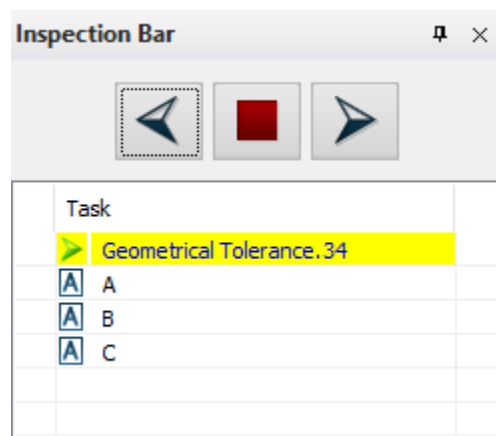 Inspection Bar
Task
Geometrical Tolerance.34
A A
A B
A C